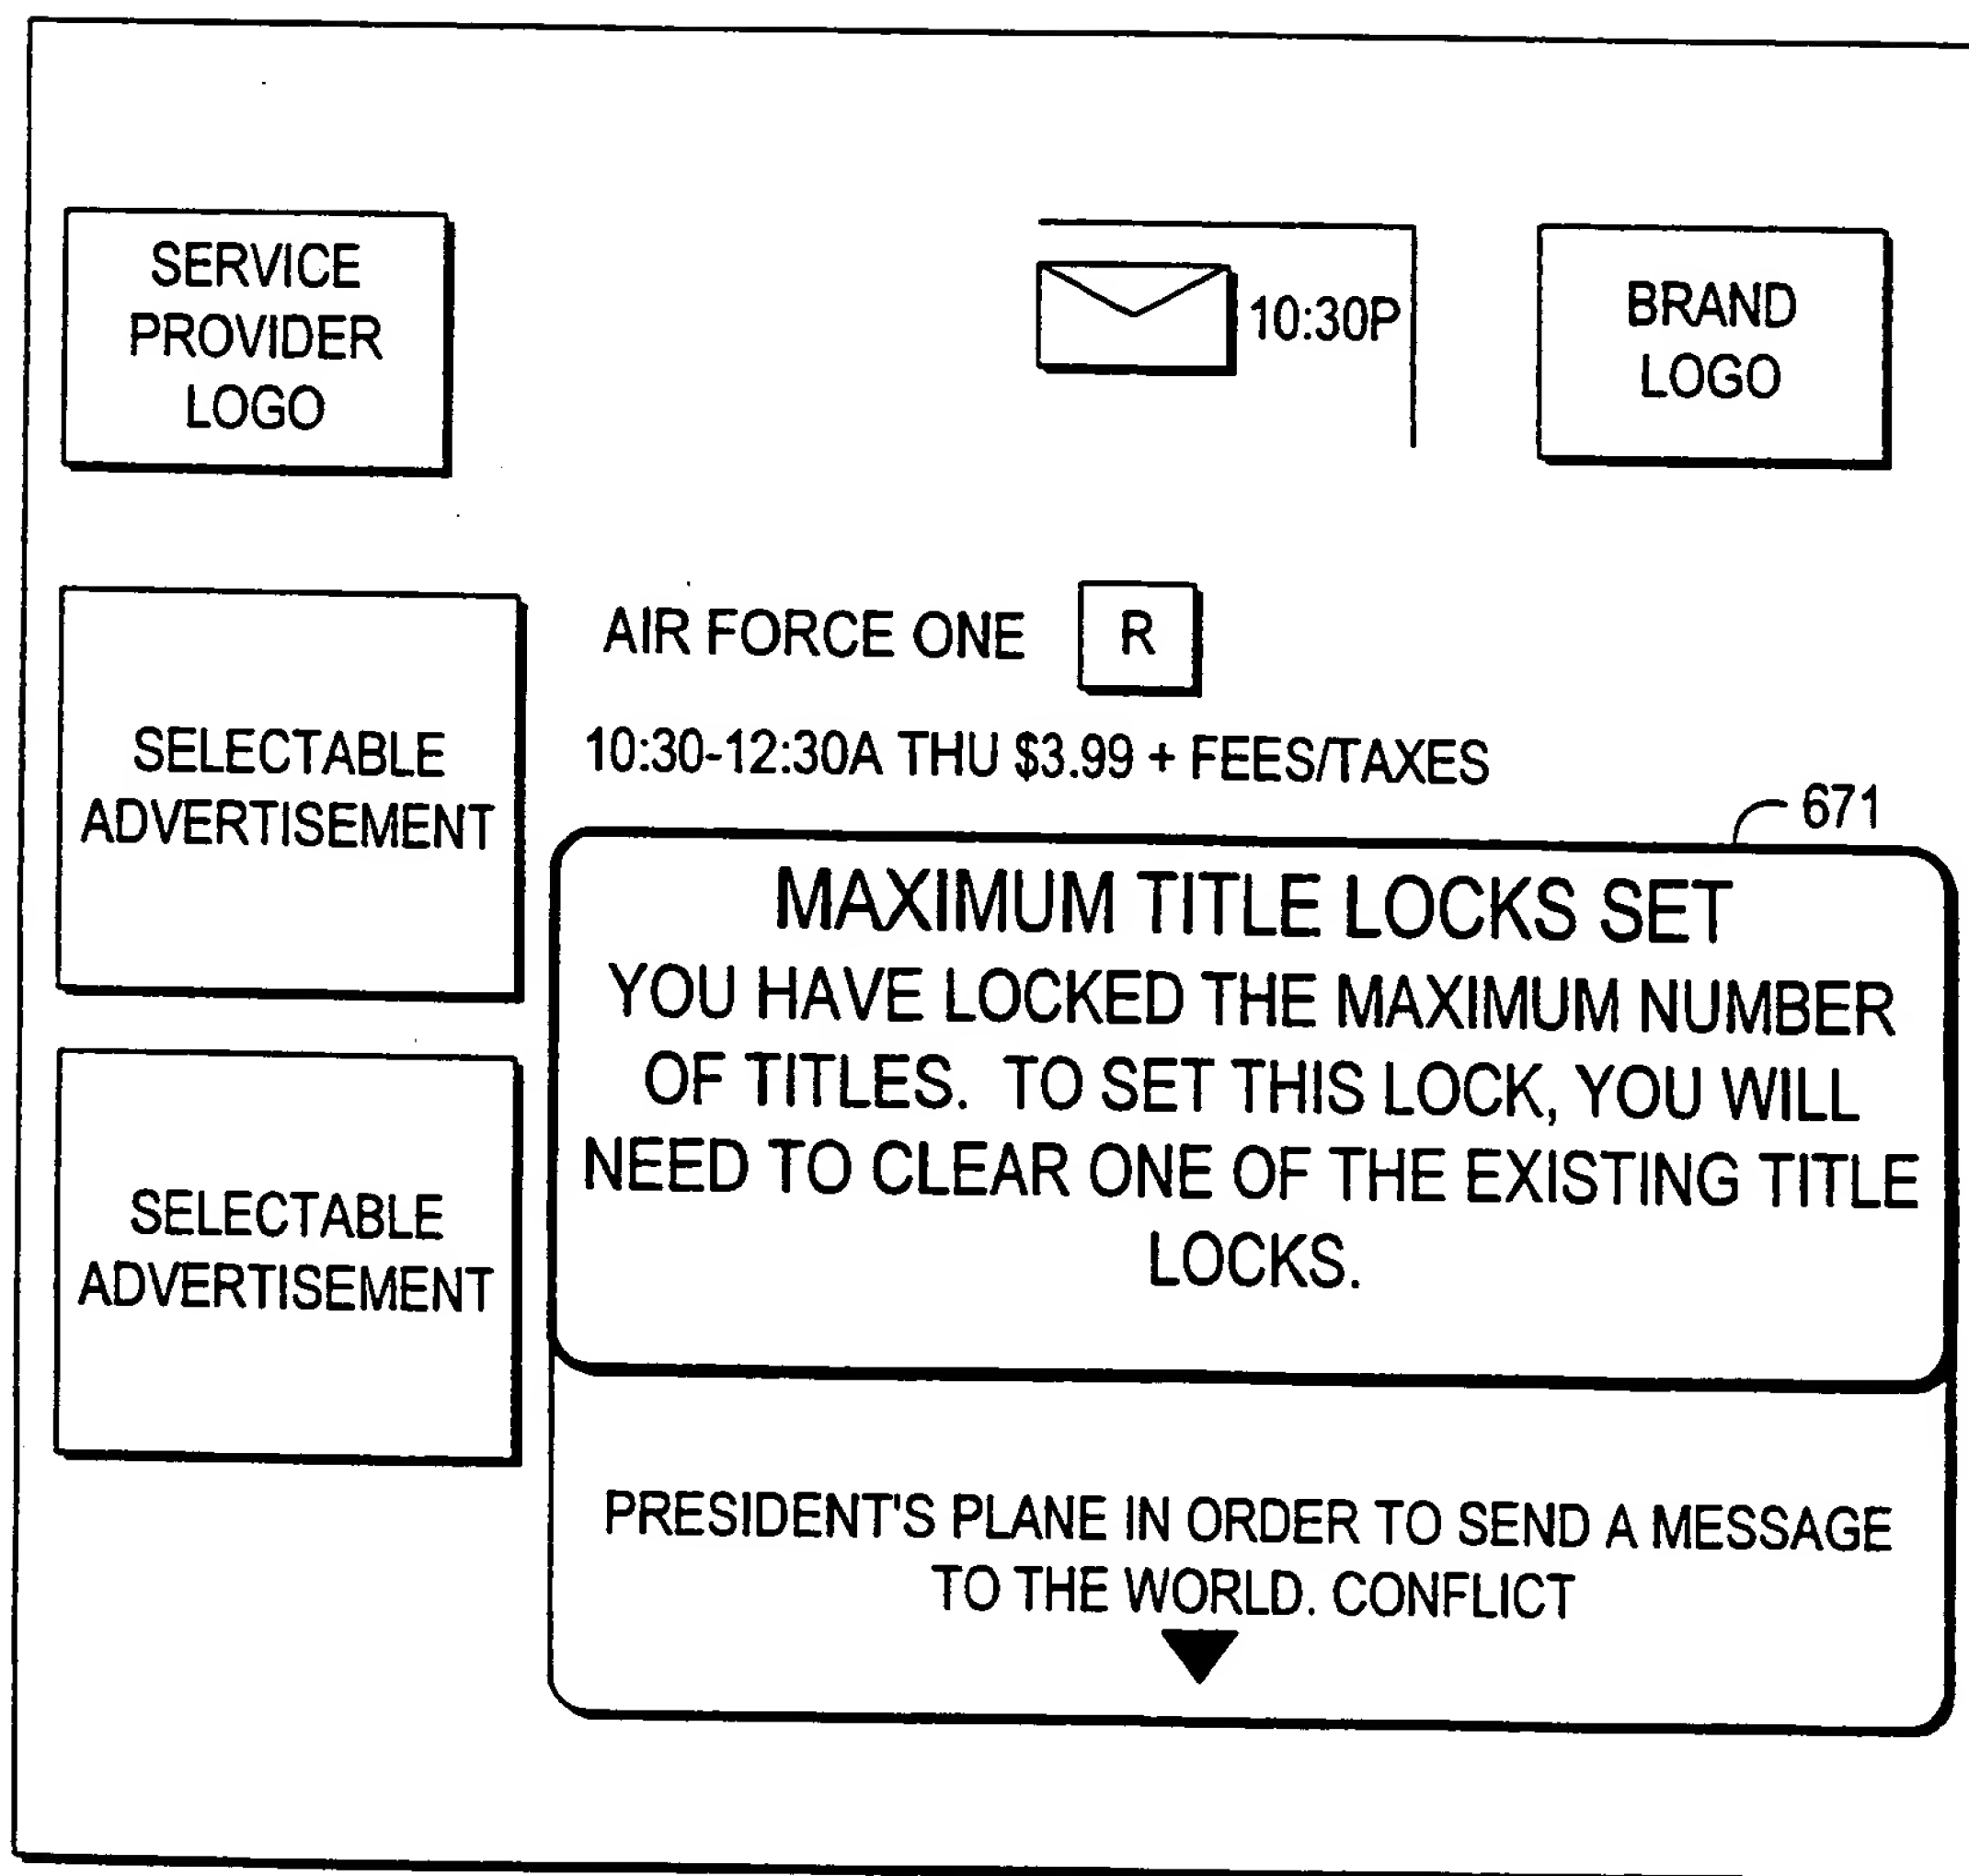 SERVICE
PROVIDER
LOGO
10:30P
BRAND
LOGO
AIR FORCE ONE R
10:30-12:30A THU $3.99 + FEES/TAXES
SELECTABLE
ADVERTISEMENT
671
MAXIMUM TITLE LOCKS SET
YOU HAVE LOCKED THE MAXIMUM NUMBER
OF TITLES. TO SET THIS LOCK, YOU WILL
NEED TO CLEAR ONE OF THE EXISTING TITLE
LOCKS.
SELECTABLE
ADVERTISEMENT
PRESIDENT'S PLANE IN ORDER TO SEND A MESSAGE
TO THE WORLD. CONFLICT